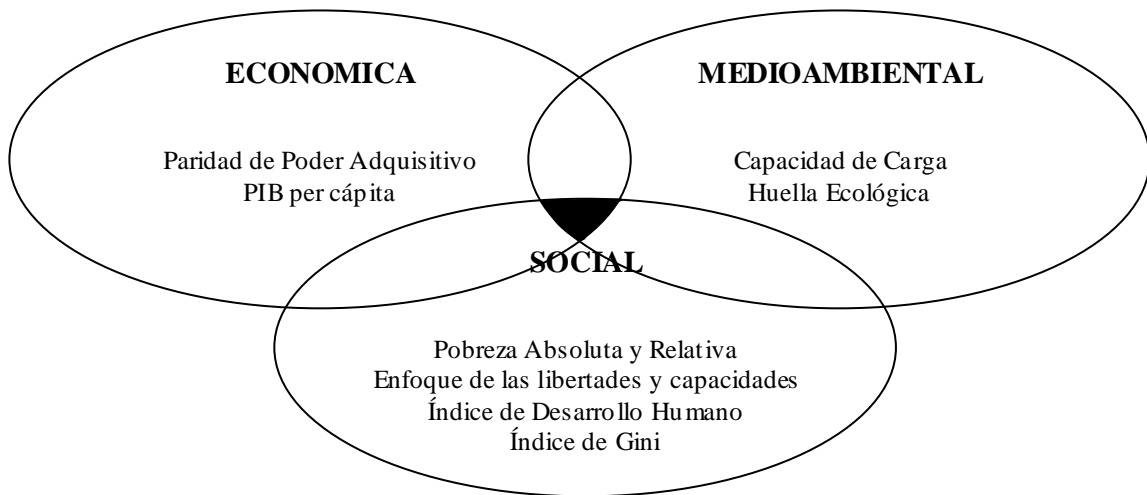 ECONOMICA
MEDIOAMBIENTAL
Paridad de Poder Adquisitivo
PIB per cápita
Capacidad de Carga
Huella Ecológica
SOCIAL
Pobreza Absoluta y Relativa
Enfoque de las libertades y capacidades
Índice de Desarrollo Humano
Índice de Gini